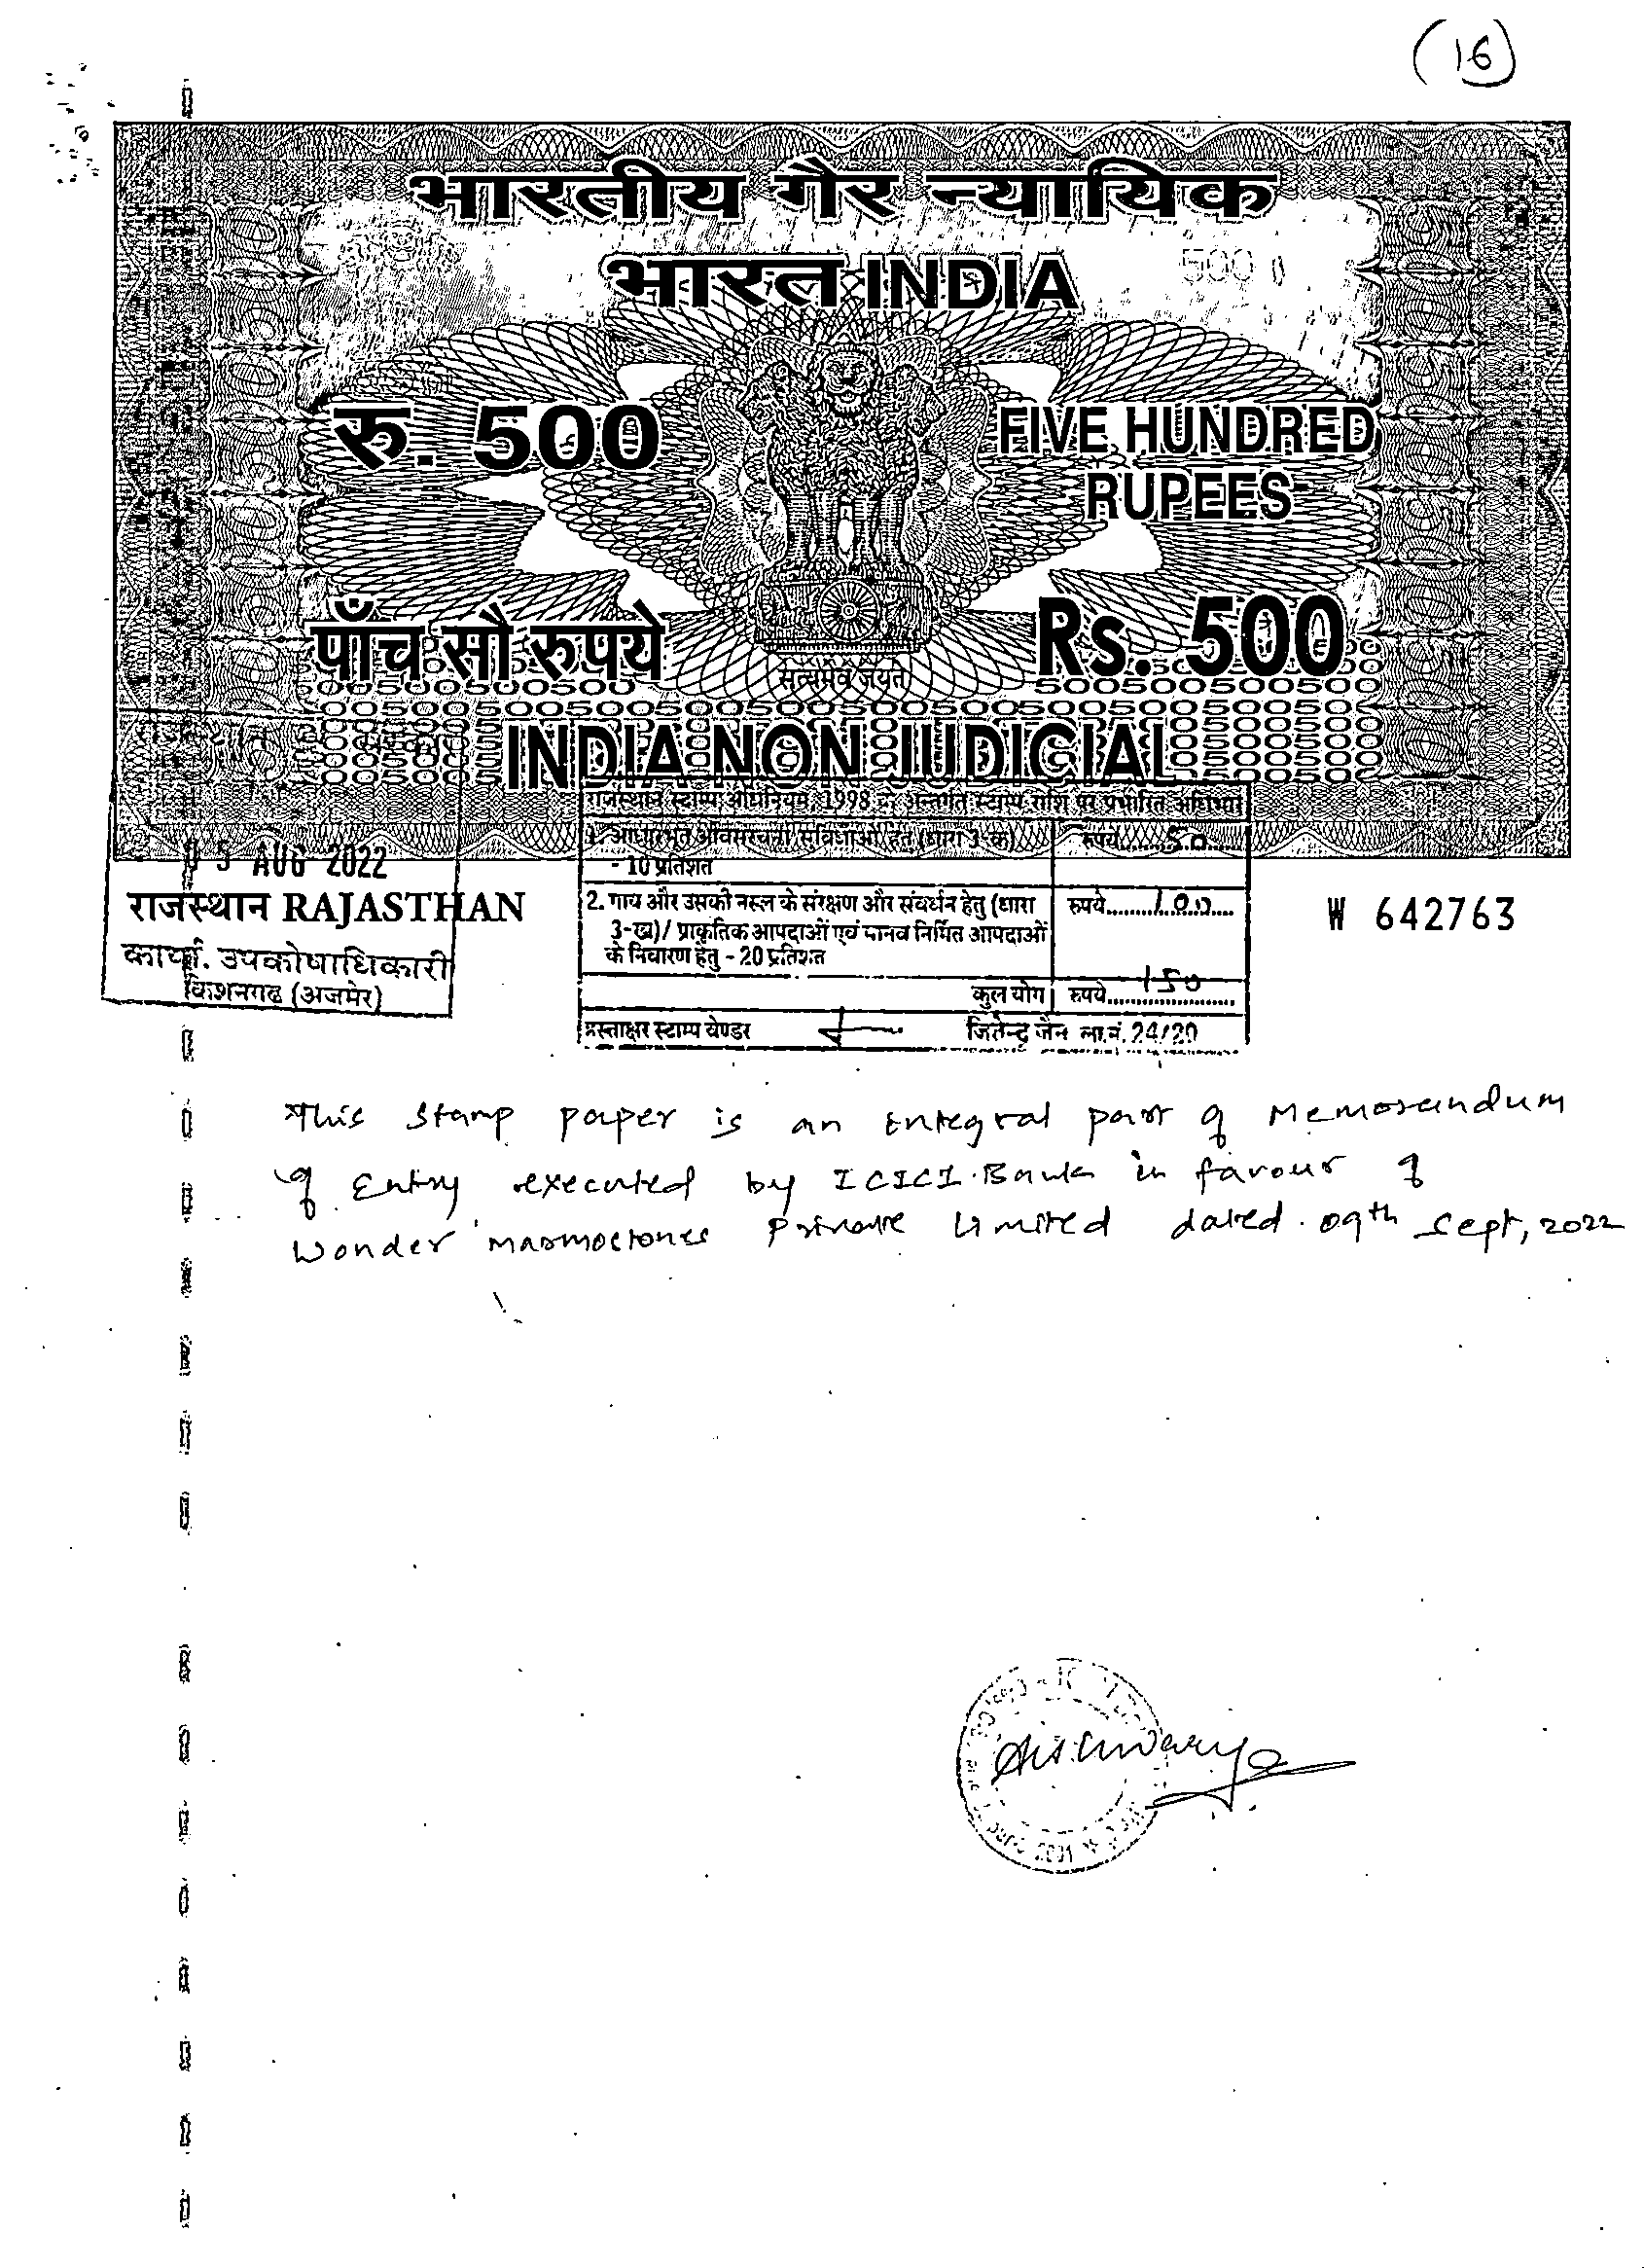 (16)
भारतीय गैर न्यायिक
भारत INDIA
500
रु. 500
FIVE HUNDRED
RUPEES
पाँच सौ रुपये
Rs. 500
सत्यमेव जयते
INDIA NON JUDICIAL
राजस्थान स्टाम्प अधिनियम, 1998 के अन्तर्गत स्टाम्प राशि पर प्रभारित अधिभार
1. आधारभूत अवसंरचना सुविधाओं हेतु (धारा 3-क) रुपये 50
- 10 प्रतिशत
2. गाय और उसकी नस्ल के संरक्षण और संवर्धन हेतु (धारा रुपये 100
3-ख)/ प्राकृतिक आपदाओं एवं मानव निर्मित आपदाओं
के निवारण हेतु - 20 प्रतिशत
कुल योग रुपये 150
हस्ताक्षर स्टाम्प वेण्डर जितेन्द्र जैन ला.नं. 24/20
AUG 2022
राजस्थान RAJASTHAN
उपकोषाधिकारी
किशनगढ (अजमेर)
W 642763
This stamp paper is an integral part of Memorandum
of Entry executed by ICICI Bank in favour of
Wonder Private Limited dated 09th Sept, 2022